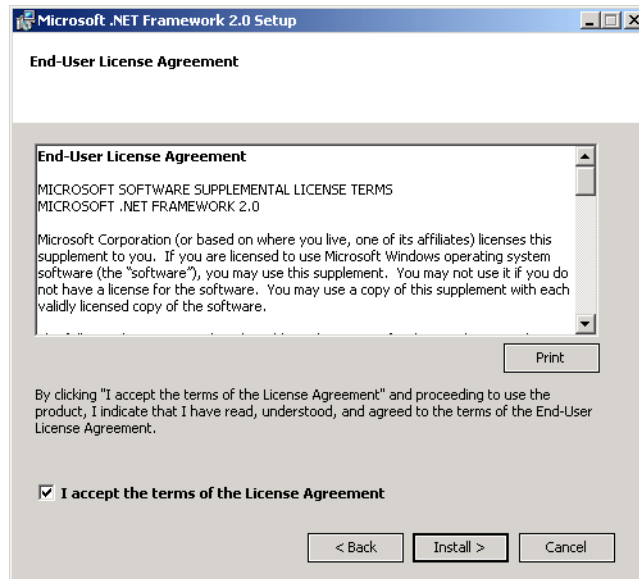 Microsoft .NET Framework 2.0 Setup
End-User License Agreement
End-User License Agreement
MICROSOFT SOFTWARE SUPPLEMENTAL LICENSE TERMS
MICROSOFT .NET FRAMEWORK 2.0
Microsoft Corporation (or based on where you live, one of its affiliates) licenses this
supplement to you.  If you are licensed to use Microsoft Windows operating system
software (the “software”), you may use this supplement.  You may not use it if you do
not have a license for the software.  You may use a copy of this supplement with each
validly licensed copy of the software.
Print
By clicking "I accept the terms of the License Agreement" and proceeding to use the
product, I indicate that I have read, understood, and agreed to the terms of the End-User
License Agreement.
I accept the terms of the License Agreement
< Back
Install >
Cancel